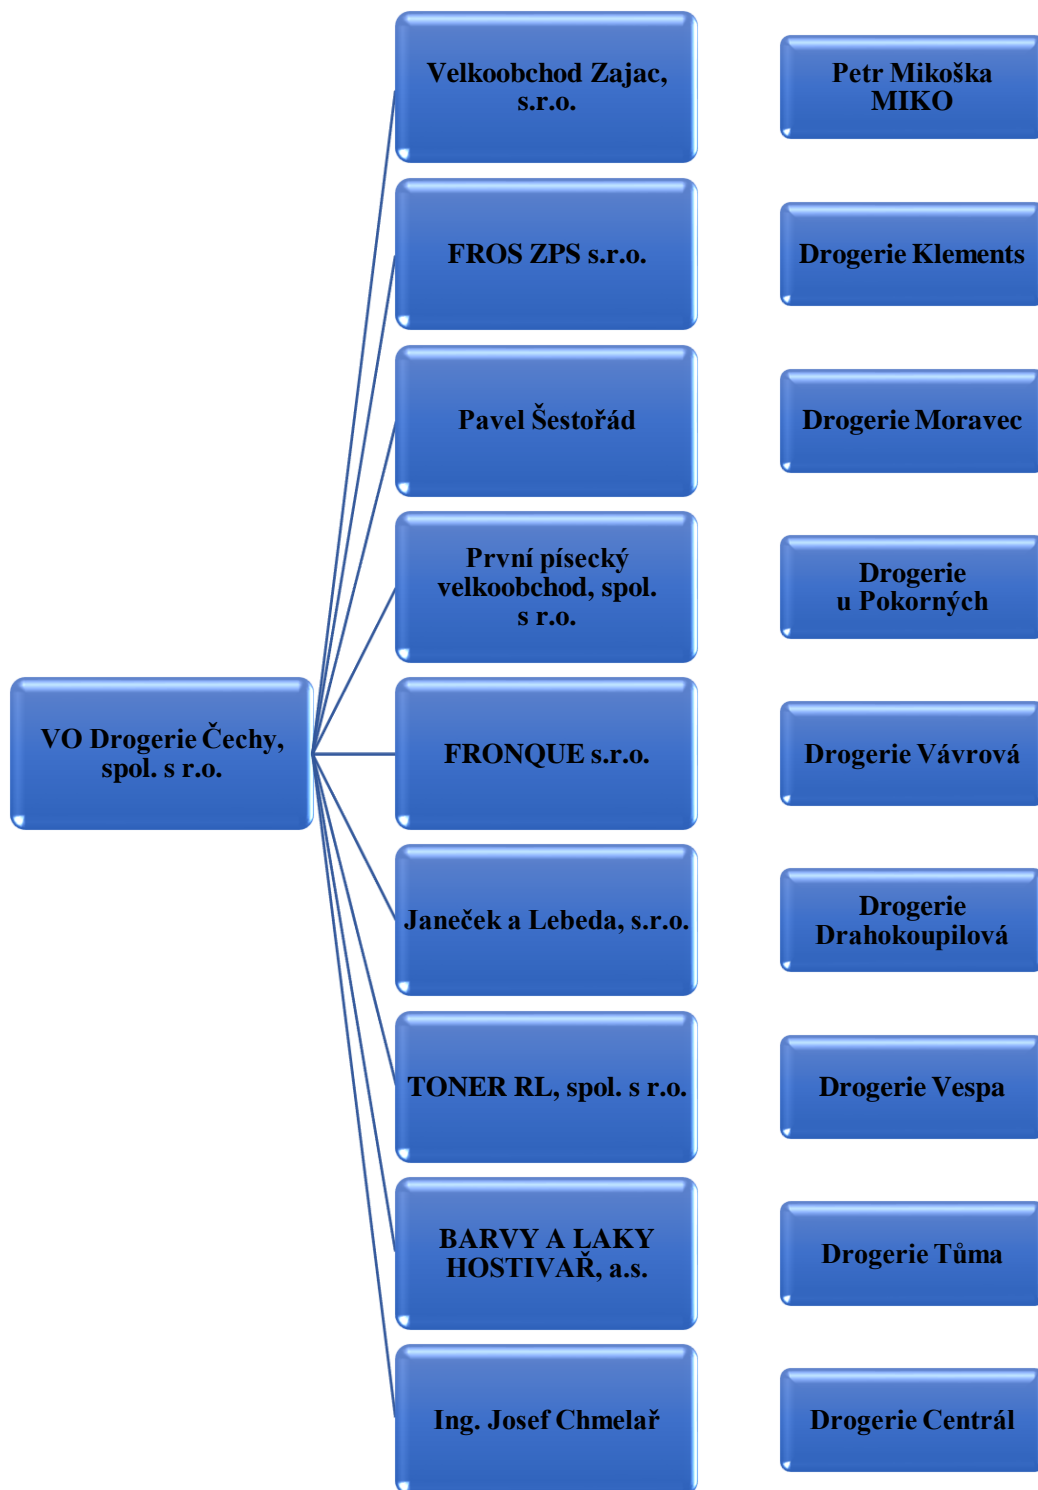 Velkoobchod Zajac,
s.r.o.
Petr Mikoška
MIKO
FROS ZPS s.r.o.
Drogerie Klements
Pavel Šestořád
Drogerie Moravec
První písecký
velkoobchod, spol.
s r.o.
Drogerie
u Pokorných
VO Drogerie Čechy,
spol. s r.o.
FRONQUE s.r.o.
Drogerie Vávrová
Janeček a Lebeda, s.r.o.
Drogerie
Drahokoupilová
TONER RL, spol. s r.o.
Drogerie Vespa
BARVY A LAKY
HOSTIVAŘ, a.s.
Drogerie Tůma
Ing. Josef Chmelař
Drogerie Centrál